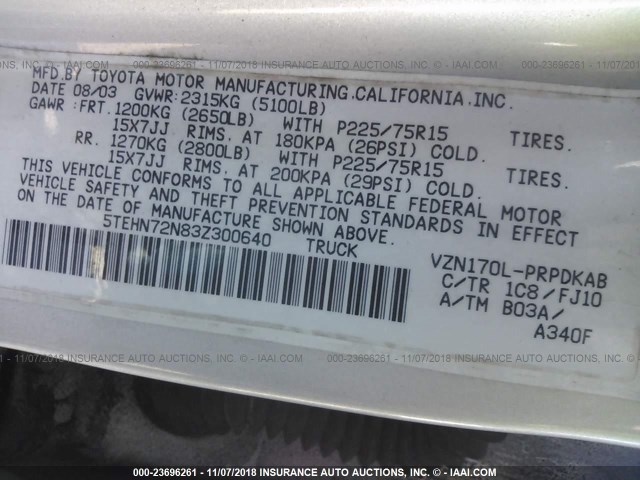 MFD.BY TOYOTA MOTOR MANUFACTURING.CALIFORNIA.INC.
DATE 08/03 GVWR:2315KG (5100LB)
GAWR :FRT.1200KG (2650LB) WITH P225/75R15 TIRES.
15X7JJ RIMS. AT 180KPA (26PSI) COLD.
RR. 1270KG (2800LB) WITH P225/75R15 TIRES.
15X7JJ RIMS. AT 200KPA (29PSI) COLD.
THIS VEHICLE CONFORMS TO ALL APPLICABLE FEDERAL MOTOR
VEHICLE SAFETY AND THEFT PREVENTION STANDARDS IN EFFECT
ON THE DATE OF MANUFACTURE SHOWN ABOVE.
5TEHN72N83Z300640 TRUCK
VZN170L-PRPDKAB
C/TR 1C8/FJ10
A/TM B03A/
A340F
000-23696261 - 11/07/2018 INSURANCE AUTO AUCTIONS, INC. - © IAAI.COM